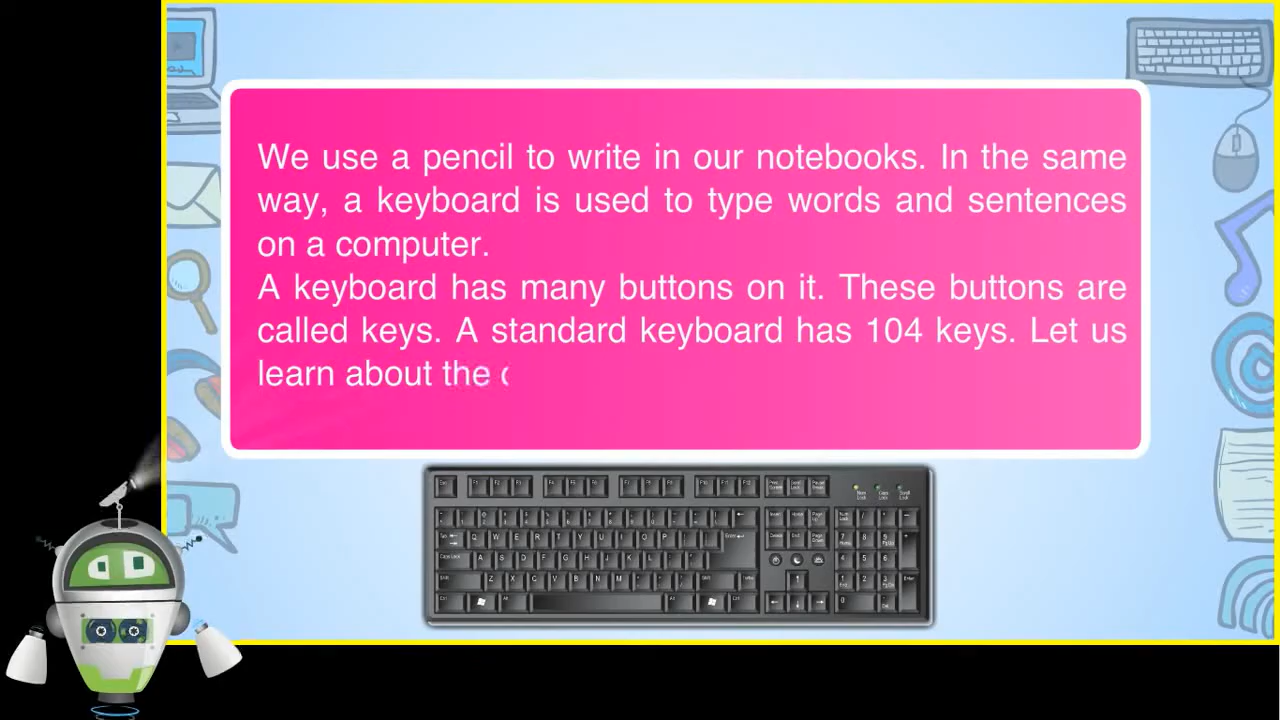 We use a pencil to write in our notebooks. In the same
way, a keyboard is used to type words and sentences
on a computer.
A keyboard has many buttons on it. These buttons are
called keys. A standard keyboard has 104 keys. Let us
learn about the